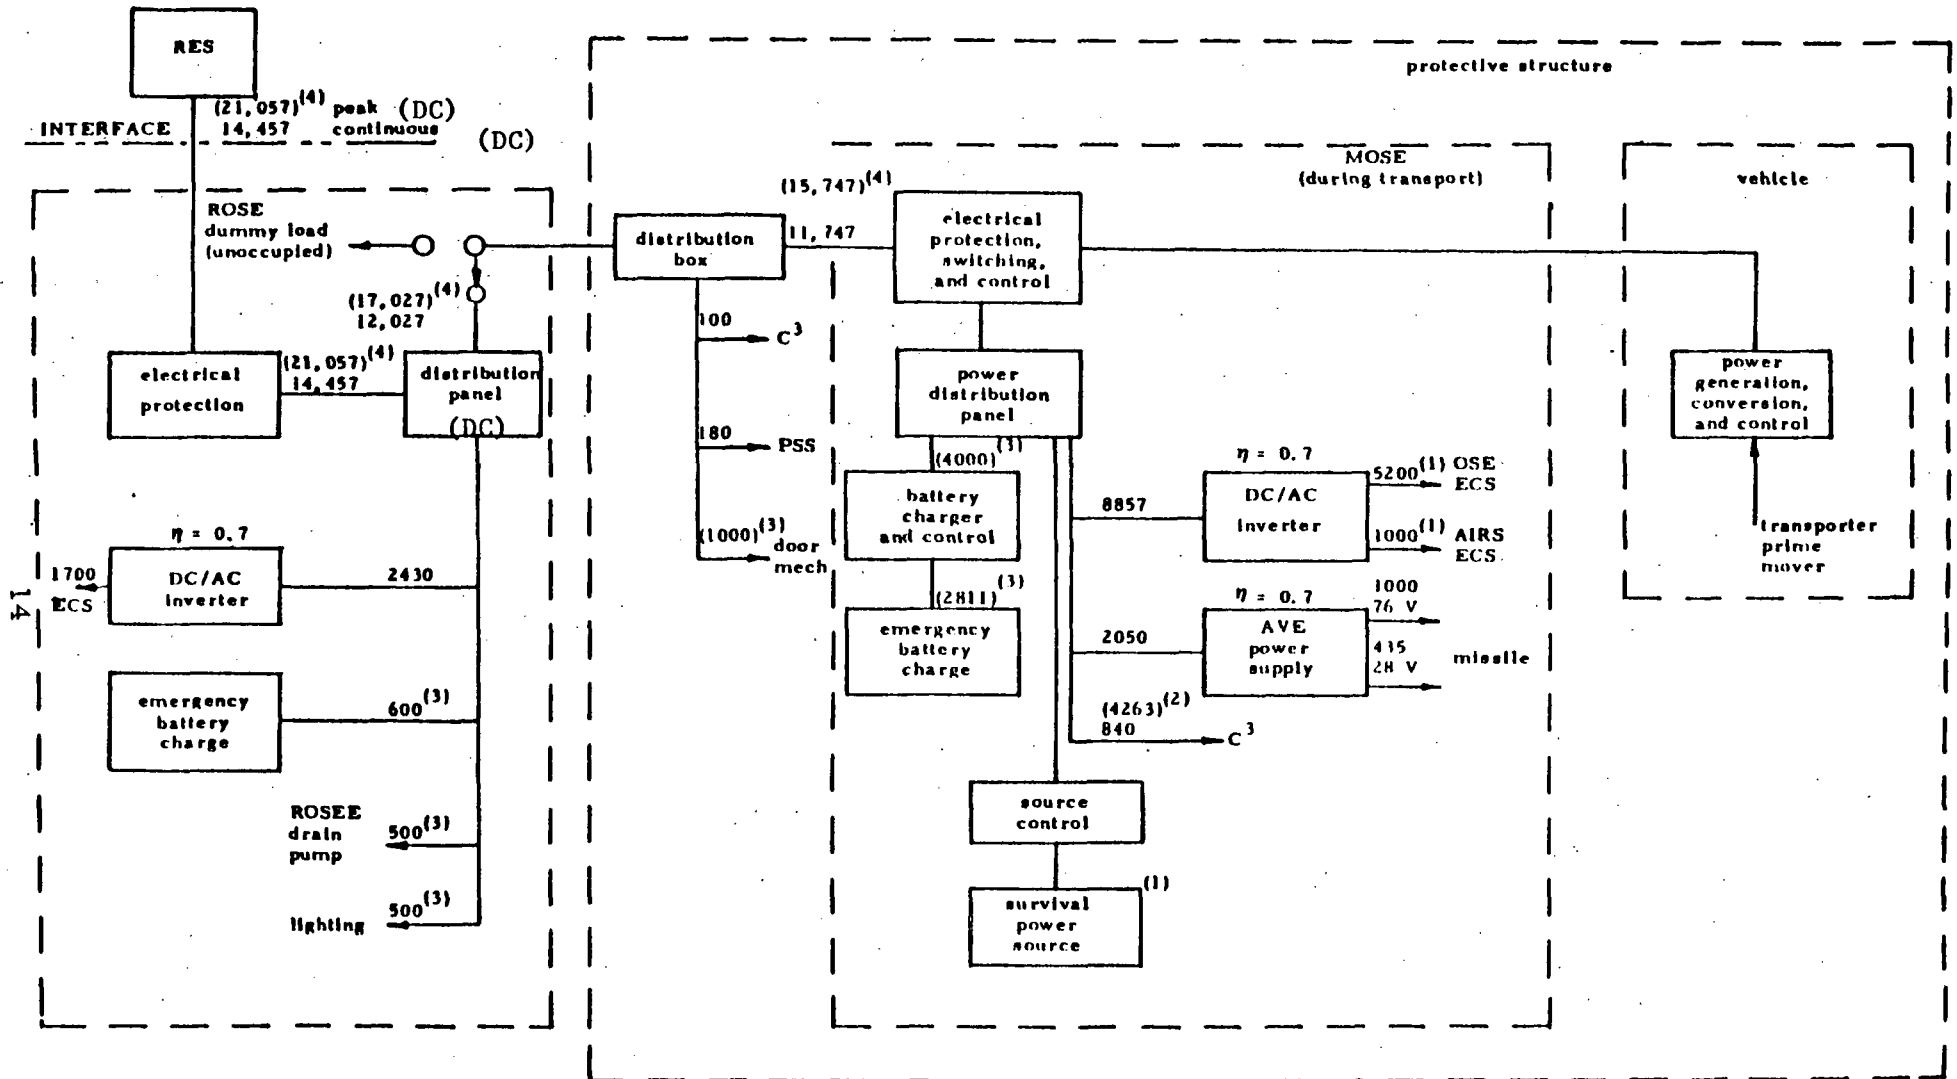 RES
(21,057)(4) peak (DC)
INTERFACE 14,457 continuous
(DC)
protective structure
MOSE
(during transport)
vehicle
ROSE
dummy load
(unoccupied)
(17,027)(4)
12,027
electrical
protection
(21,057)(4)
14,457
distribution
panel
(DC)
η = 0.7
1700
ECS
DC/AC
inverter
2430
emergency
battery
charge
600(3)
ROSEE
drain
pump
500(3)
lighting
500(3)
14
distribution
box
(15,747)(4)
11,747
100
C3
180
PSS
(1000)(3) door
mech
electrical
protection,
switching,
and control
power
distribution
panel
(4000)(3)
battery
charger
and control
(2811)(3)
emergency
battery
charge
8857
η = 0.7
DC/AC
inverter
5200(1) OSE
ECS
1000(1) AIRS
ECS
2050
η = 0.7
AVE
power
supply
1000
76 V
435
28 V
missile
(4263)(2)
840
C3
source
control
survival
power
source
(1)
power
generation,
conversion,
and control
transporter
prime
mover